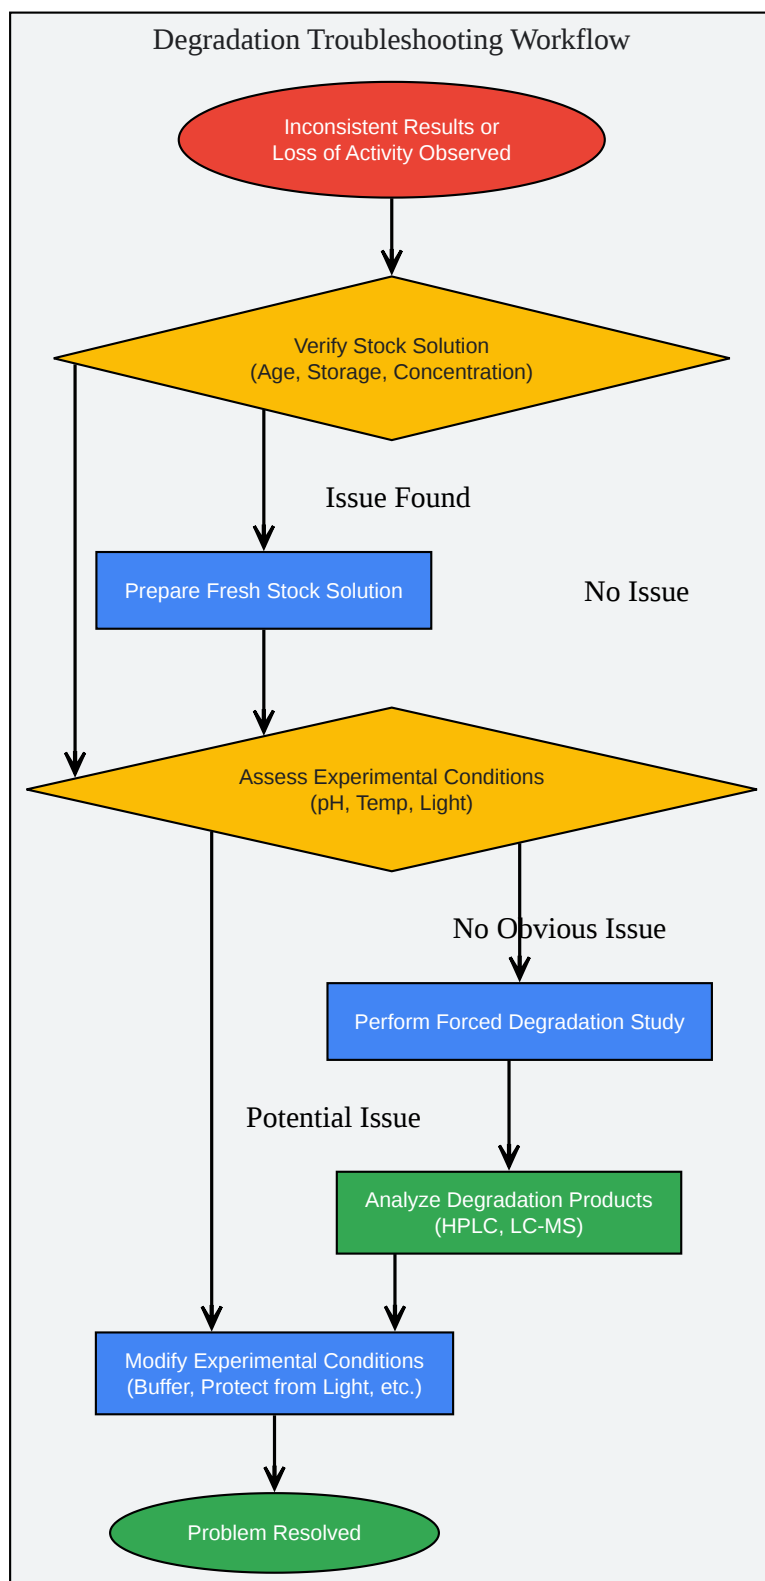 Degradation Troubleshooting Workflow
Inconsistent Results or
Loss of Activity Observed
Verify Stock Solution
(Age, Storage, Concentration)
Issue Found
Prepare Fresh Stock Solution
No Issue
Assess Experimental Conditions
(pH, Temp, Light)
No Obvious Issue
Perform Forced Degradation Study
Potential Issue
Analyze Degradation Products
(HPLC, LC-MS)
Modify Experimental Conditions
(Buffer, Protect from Light, etc.)
Problem Resolved